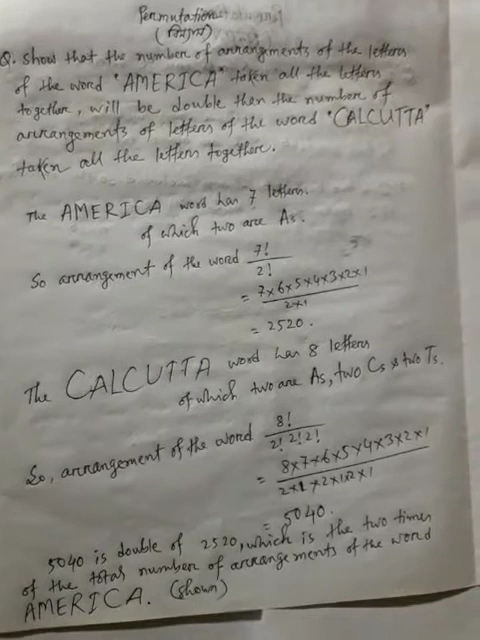 Permutation
(বিন্যাস)
Q. Show that the number of arrangements of the letters
of the word "AMERICA" taken all the letters
together, will be double than the number of
arrangements of letters of the word "CALCUTTA"
taken all the letters together.
The AMERICA word has 7 letters.
of which two are As.
So arrangement of the word 7!
2!
= 7×6×5×4×3×2×1
2×1
= 2520.
The CALCUTTA word has 8 letters
of which two are As, two Cs & two Ts.
So, arrangement of the word 8!
2! 2! 2!
= 8×7×6×5×4×3×2×1
2×1×2×1×2×1
= 5040.
5040 is double of 2520, which is the two times
of the total number of arrangements of the word
AMERICA. (Shown)